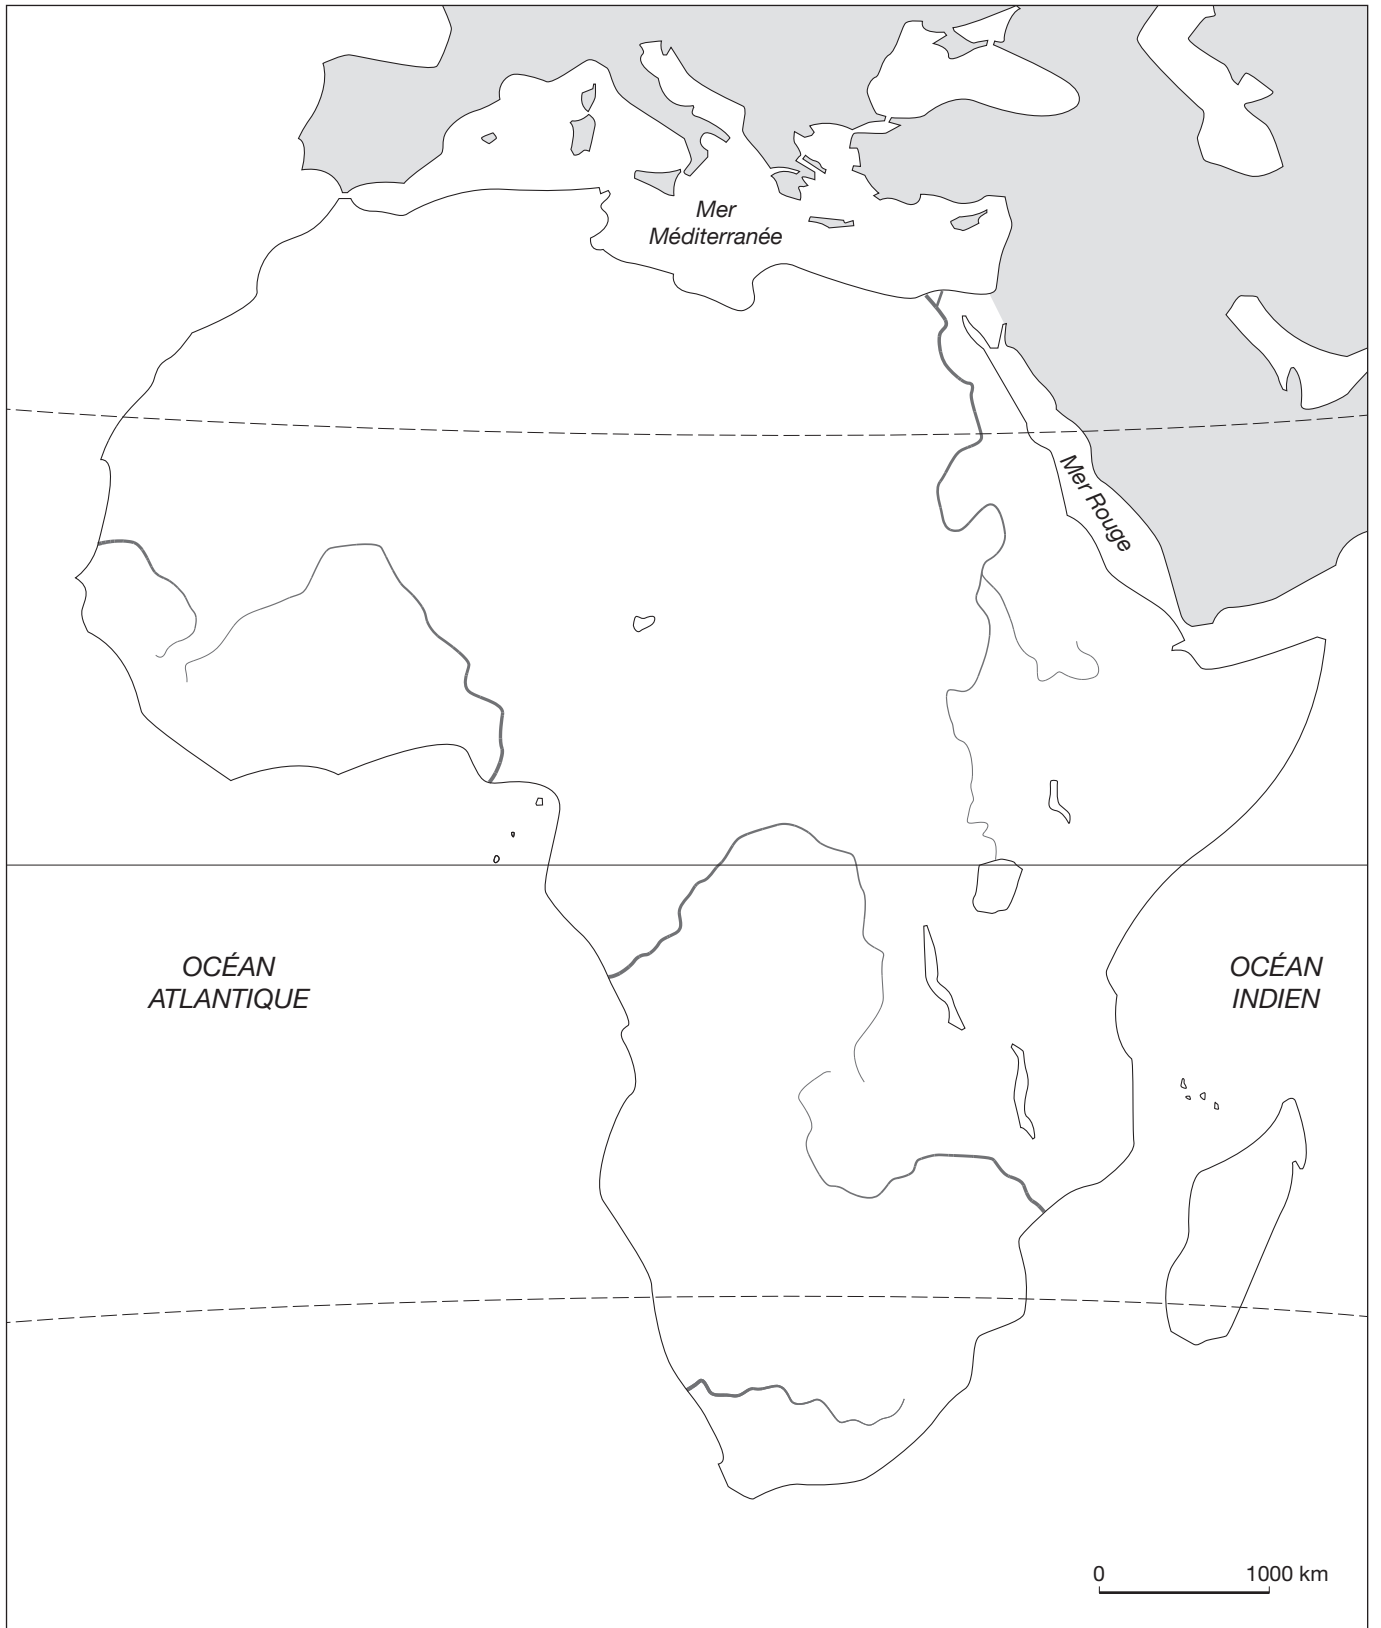 Mer
Méditerranée
Mer Rouge
OCÉAN
ATLANTIQUE
OCÉAN
INDIEN
0 1000 km